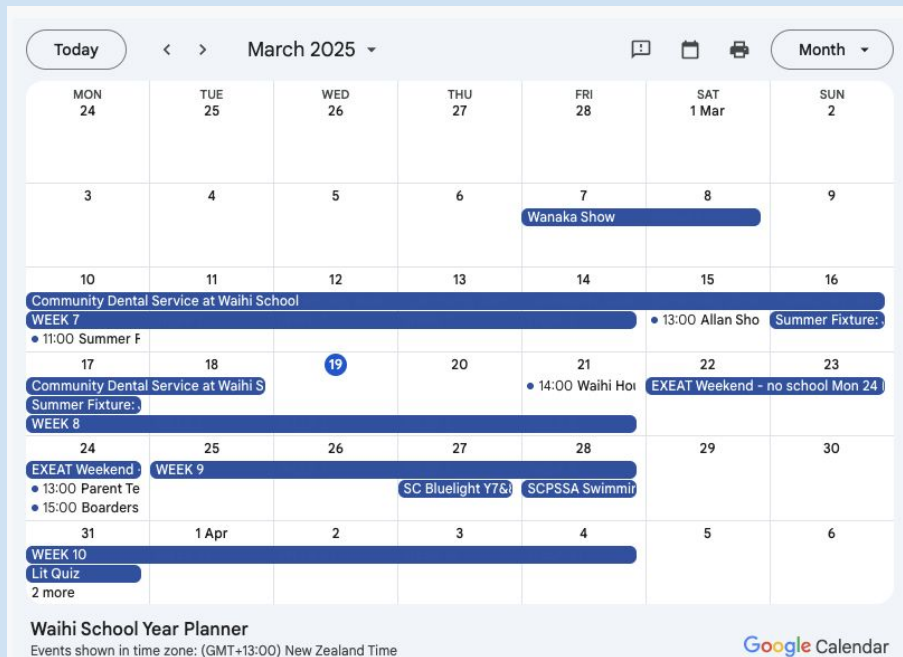 Today
March 2025
Month
MON TUE WED THU FRI SAT SUN
24 25 26 27 28 1 Mar 2
3 4 5 6 7 8 9
Wanaka Show
10 11 12 13 14 15 16
Community Dental Service at Waihi School
WEEK 7 13:00 Allan Sho Summer Fixture:
11:00 Summer F
17 18 19 20 21 22 23
Community Dental Service at Waihi S 14:00 Waihi Hou EXEAT Weekend - no school Mon 24
Summer Fixture:
WEEK 8
24 25 26 27 28 29 30
EXEAT Weekend - WEEK 9
13:00 Parent Te SC Bluelight Y7& SCPSSA Swimmin
15:00 Boarders
31 1 Apr 2 3 4 5 6
WEEK 10
Lit Quiz
2 more
Waihi School Year Planner
Events shown in time zone: (GMT+13:00) New Zealand Time
Google Calendar